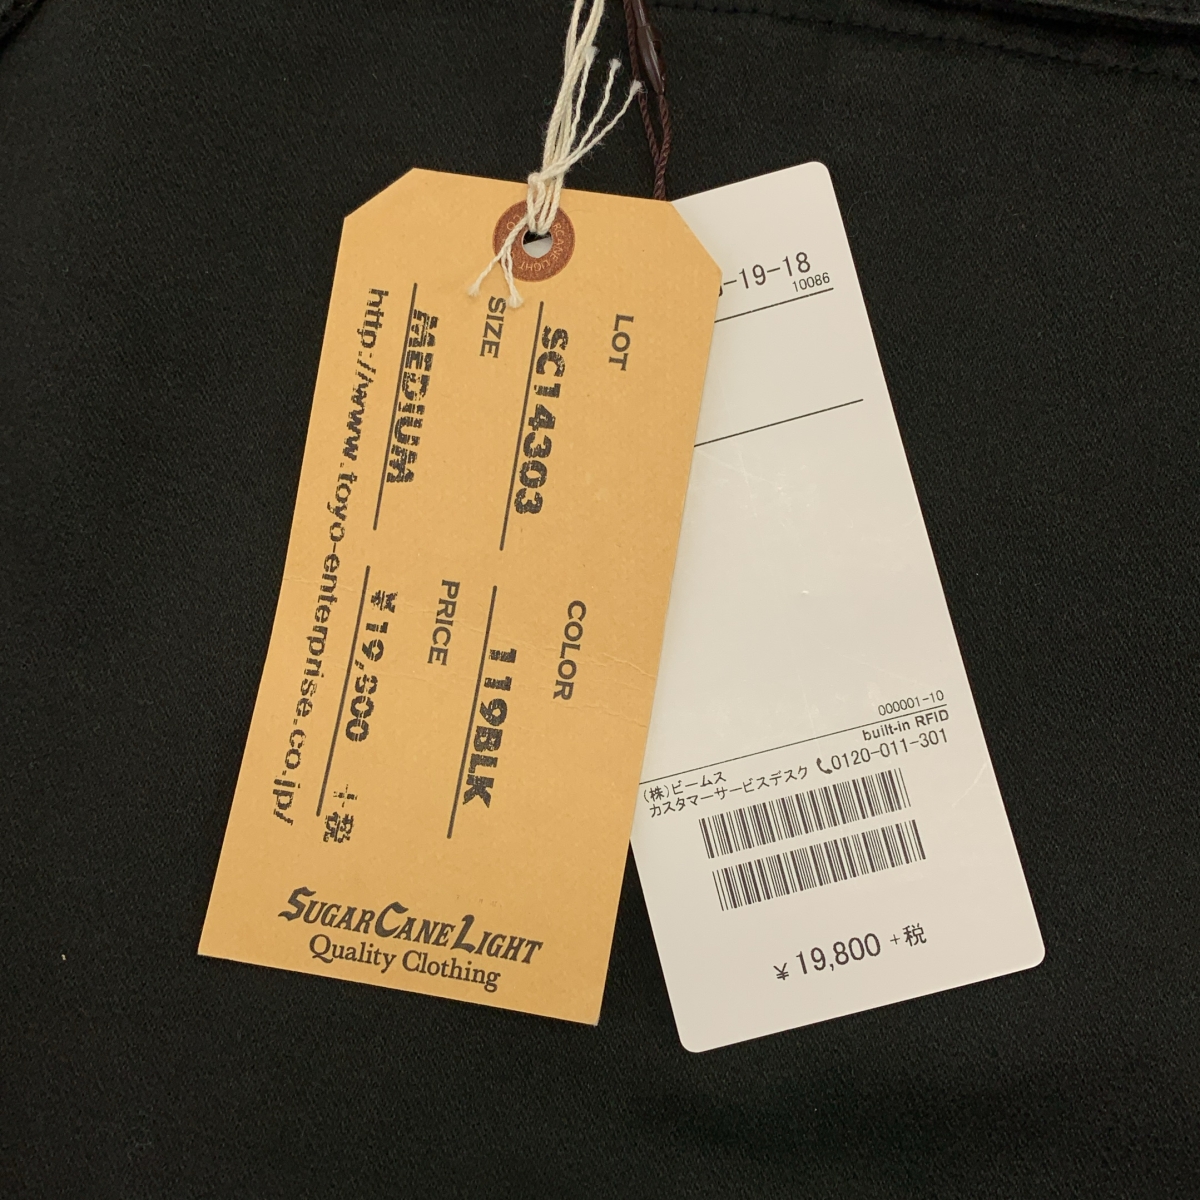 LOT
SC14303
COLOR
119BLK
SIZE
MEDIUM
PRICE
¥19,800 +税
http://www.toyo-enterprise.co.jp/
SUGAR CANE LIGHT
Quality Clothing
-19-18
10086
000001-10
built-in RFID
(株)ビームス
カスタマーサービスデスク 0120-011-301
¥ 19,800 +税